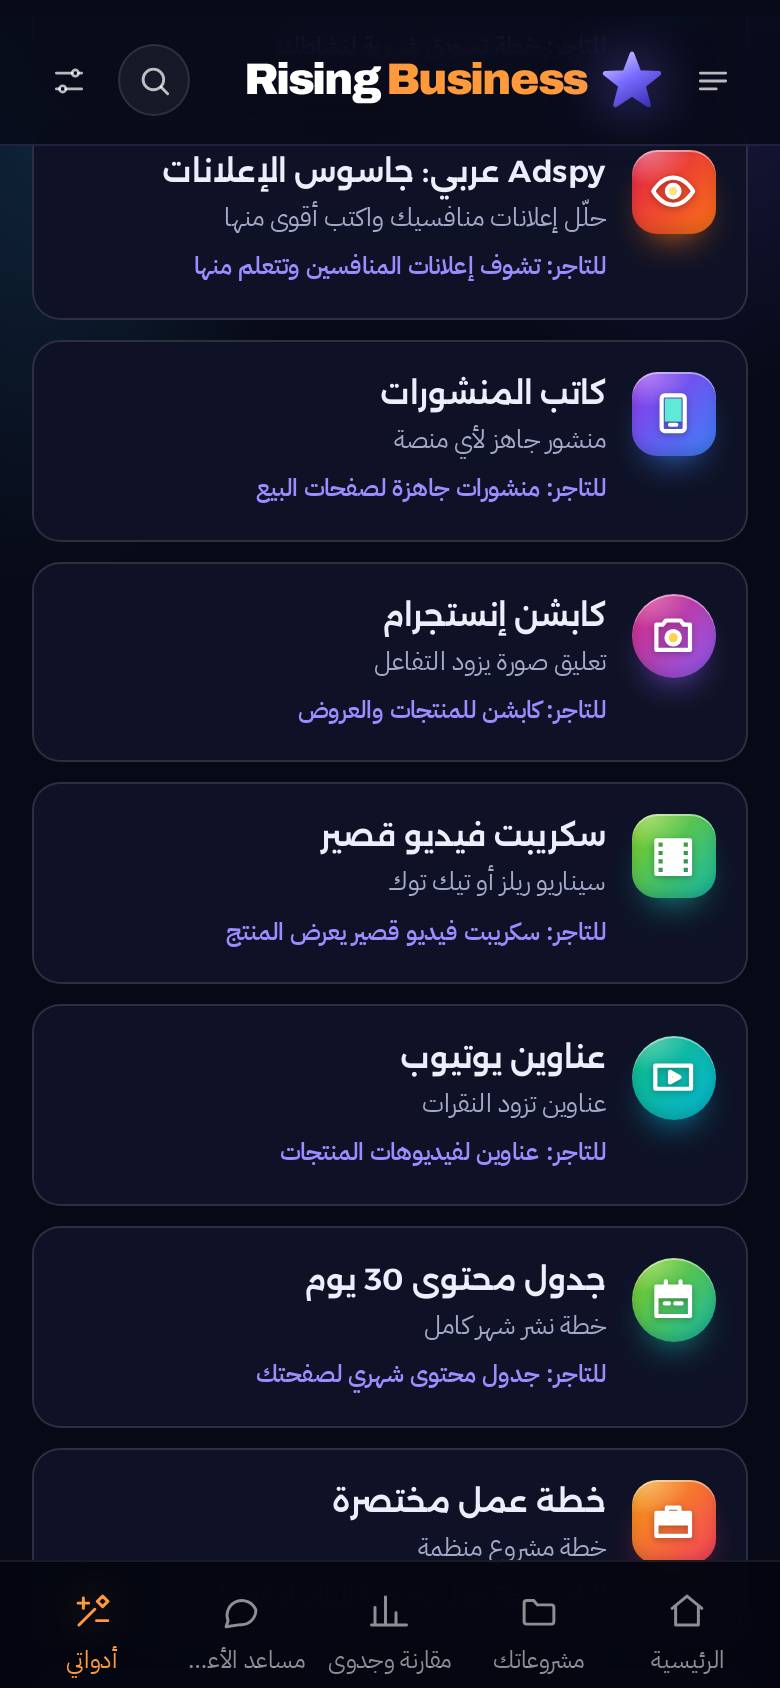 Rising Business
Adspy عربي: جاسوس الإعلانات
حلّل إعلانات منافسيك واكتب أقوى منها
للتاجر: تشوف إعلانات المنافسين وتتعلم منها
كاتب المنشورات
منشور جاهز لأي منصة
للتاجر: منشورات جاهزة لصفحات البيع
كابشن إنستجرام
تعليق صورة يزود التفاعل
للتاجر: كابشن للمنتجات والعروض
سكريبت فيديو قصير
سيناريو ريلز أو تيك توك
للتاجر: سكريبت فيديو قصير يعرض المنتج
عناوين يوتيوب
عناوين تزود النقرات
للتاجر: عناوين لفيديوهات المنتجات
جدول محتوى 30 يوم
خطة نشر شهر كامل
للتاجر: جدول محتوى شهري لصفحتك
خطة عمل مختصرة
خطة مشروع منظمة
الرئيسية
مشروعاتك
مقارنة وجدوى
مساعد الأعـ...
أدواتي